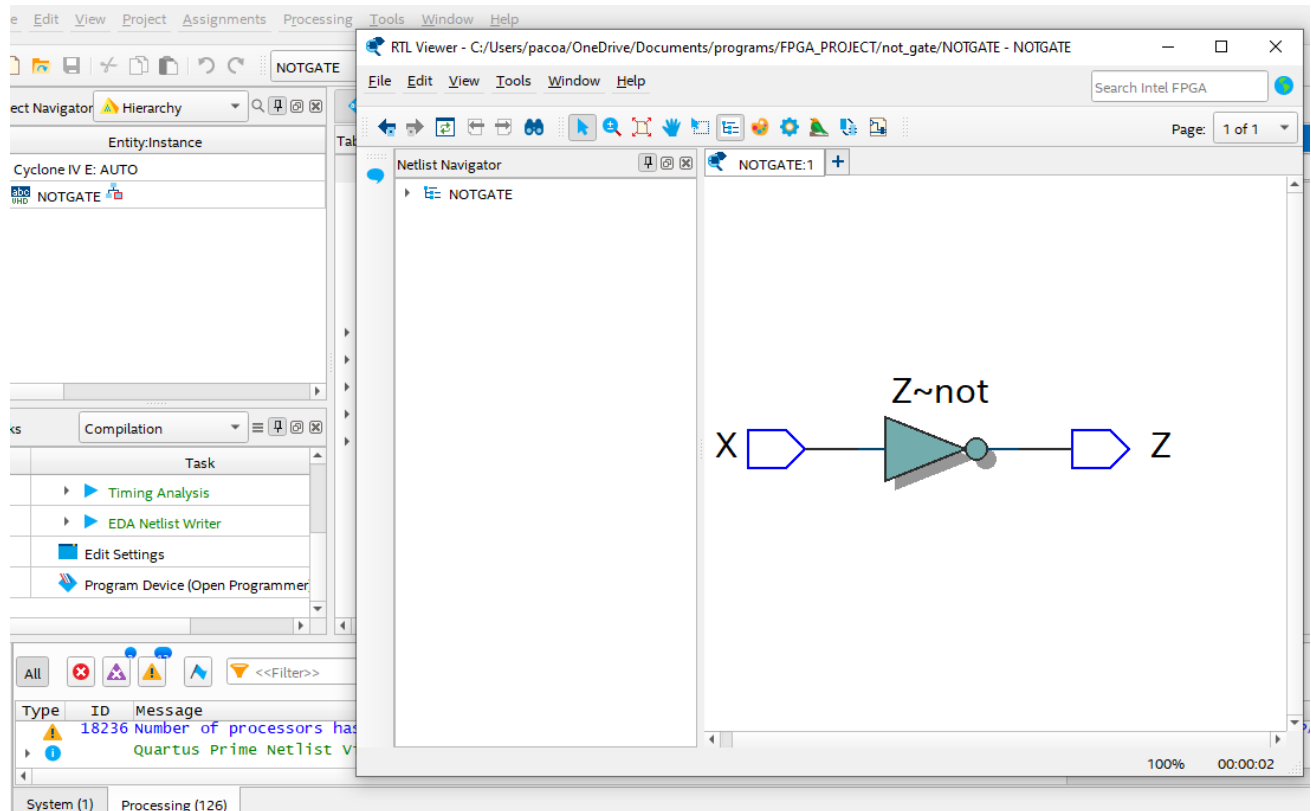 e Edit View Project Assignments Processing Tools Window Help
RTL Viewer - C:/Users/pacoa/OneDrive/Documents/programs/FPGA_PROJECT/not_gate/NOTGATE - NOTGATE
NOTGATE
File Edit View Tools Window Help
Search Intel FPGA
ect Navigator Hierarchy
Page: 1 of 1
Entity:Instance
Tab
Netlist Navigator
NOTGATE:1
Cyclone IV E: AUTO
abc
VHD
NOTGATE
NOTGATE
Z~not
X
Z
ks
Compilation
Task
Timing Analysis
EDA Netlist Writer
Edit Settings
Program Device (Open Programmer
All
<<Filter>>
Type ID Message
18236 Number of processors has
Quartus Prime Netlist V
100% 00:00:02
System (1) Processing (126)